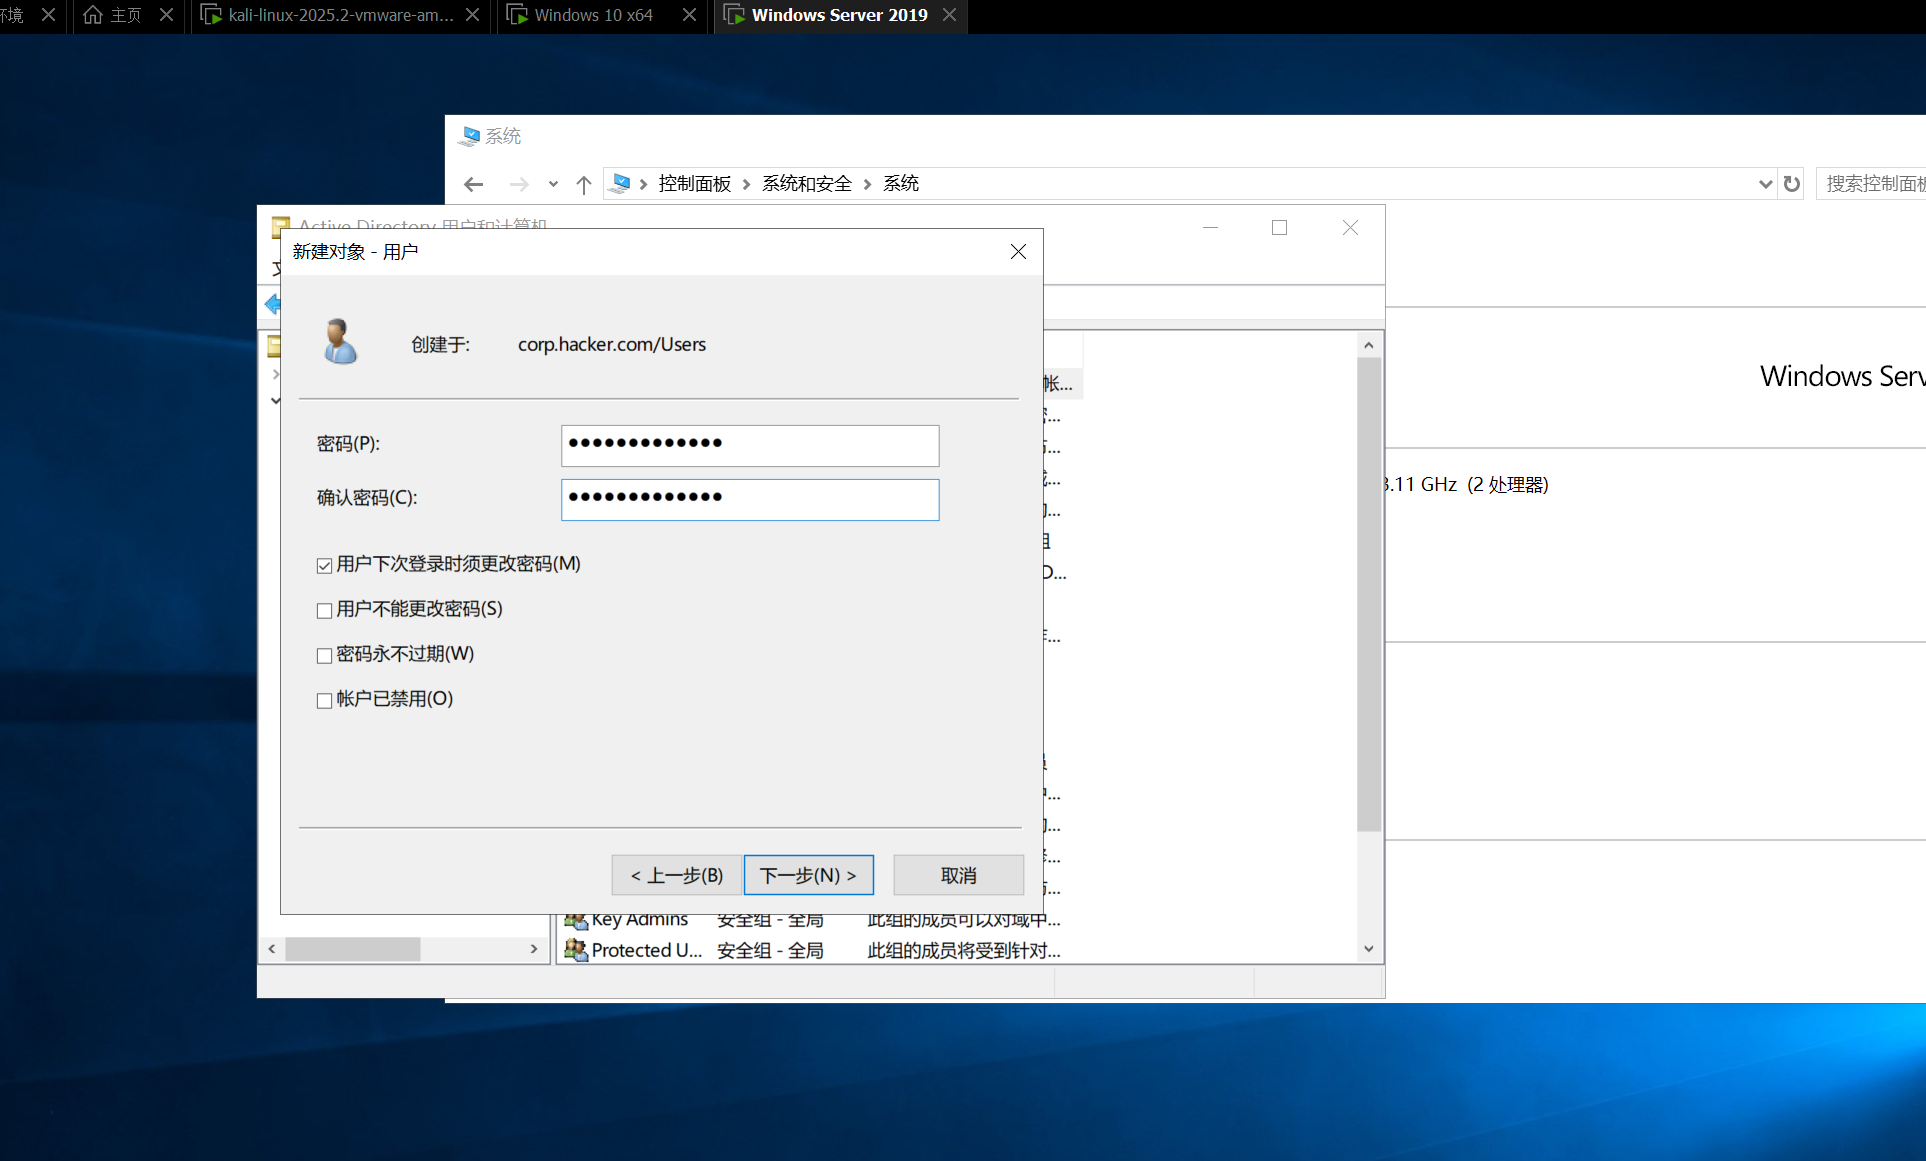 环境
主页
kali-linux-2025.2-vmware-am...
Windows 10 x64
Windows Server 2019
系统
控制面板
系统和安全
系统
搜索控制面板
Active Directory 用户和计算机
新建对象 - 用户
创建于:
corp.hacker.com/Users
帐...
Windows Serv
密码(P):
确认密码(C):
组
D...
3.11 GHz (2 处理器)
用户下次登录时须更改密码(M)
用户不能更改密码(S)
密码永不过期(W)
帐户已禁用(O)
< 上一步(B)
下一步(N) >
取消
Key Admins 安全组 - 全局 此组的成员可以对域中...
Protected U... 安全组 - 全局 此组的成员将受到针对...